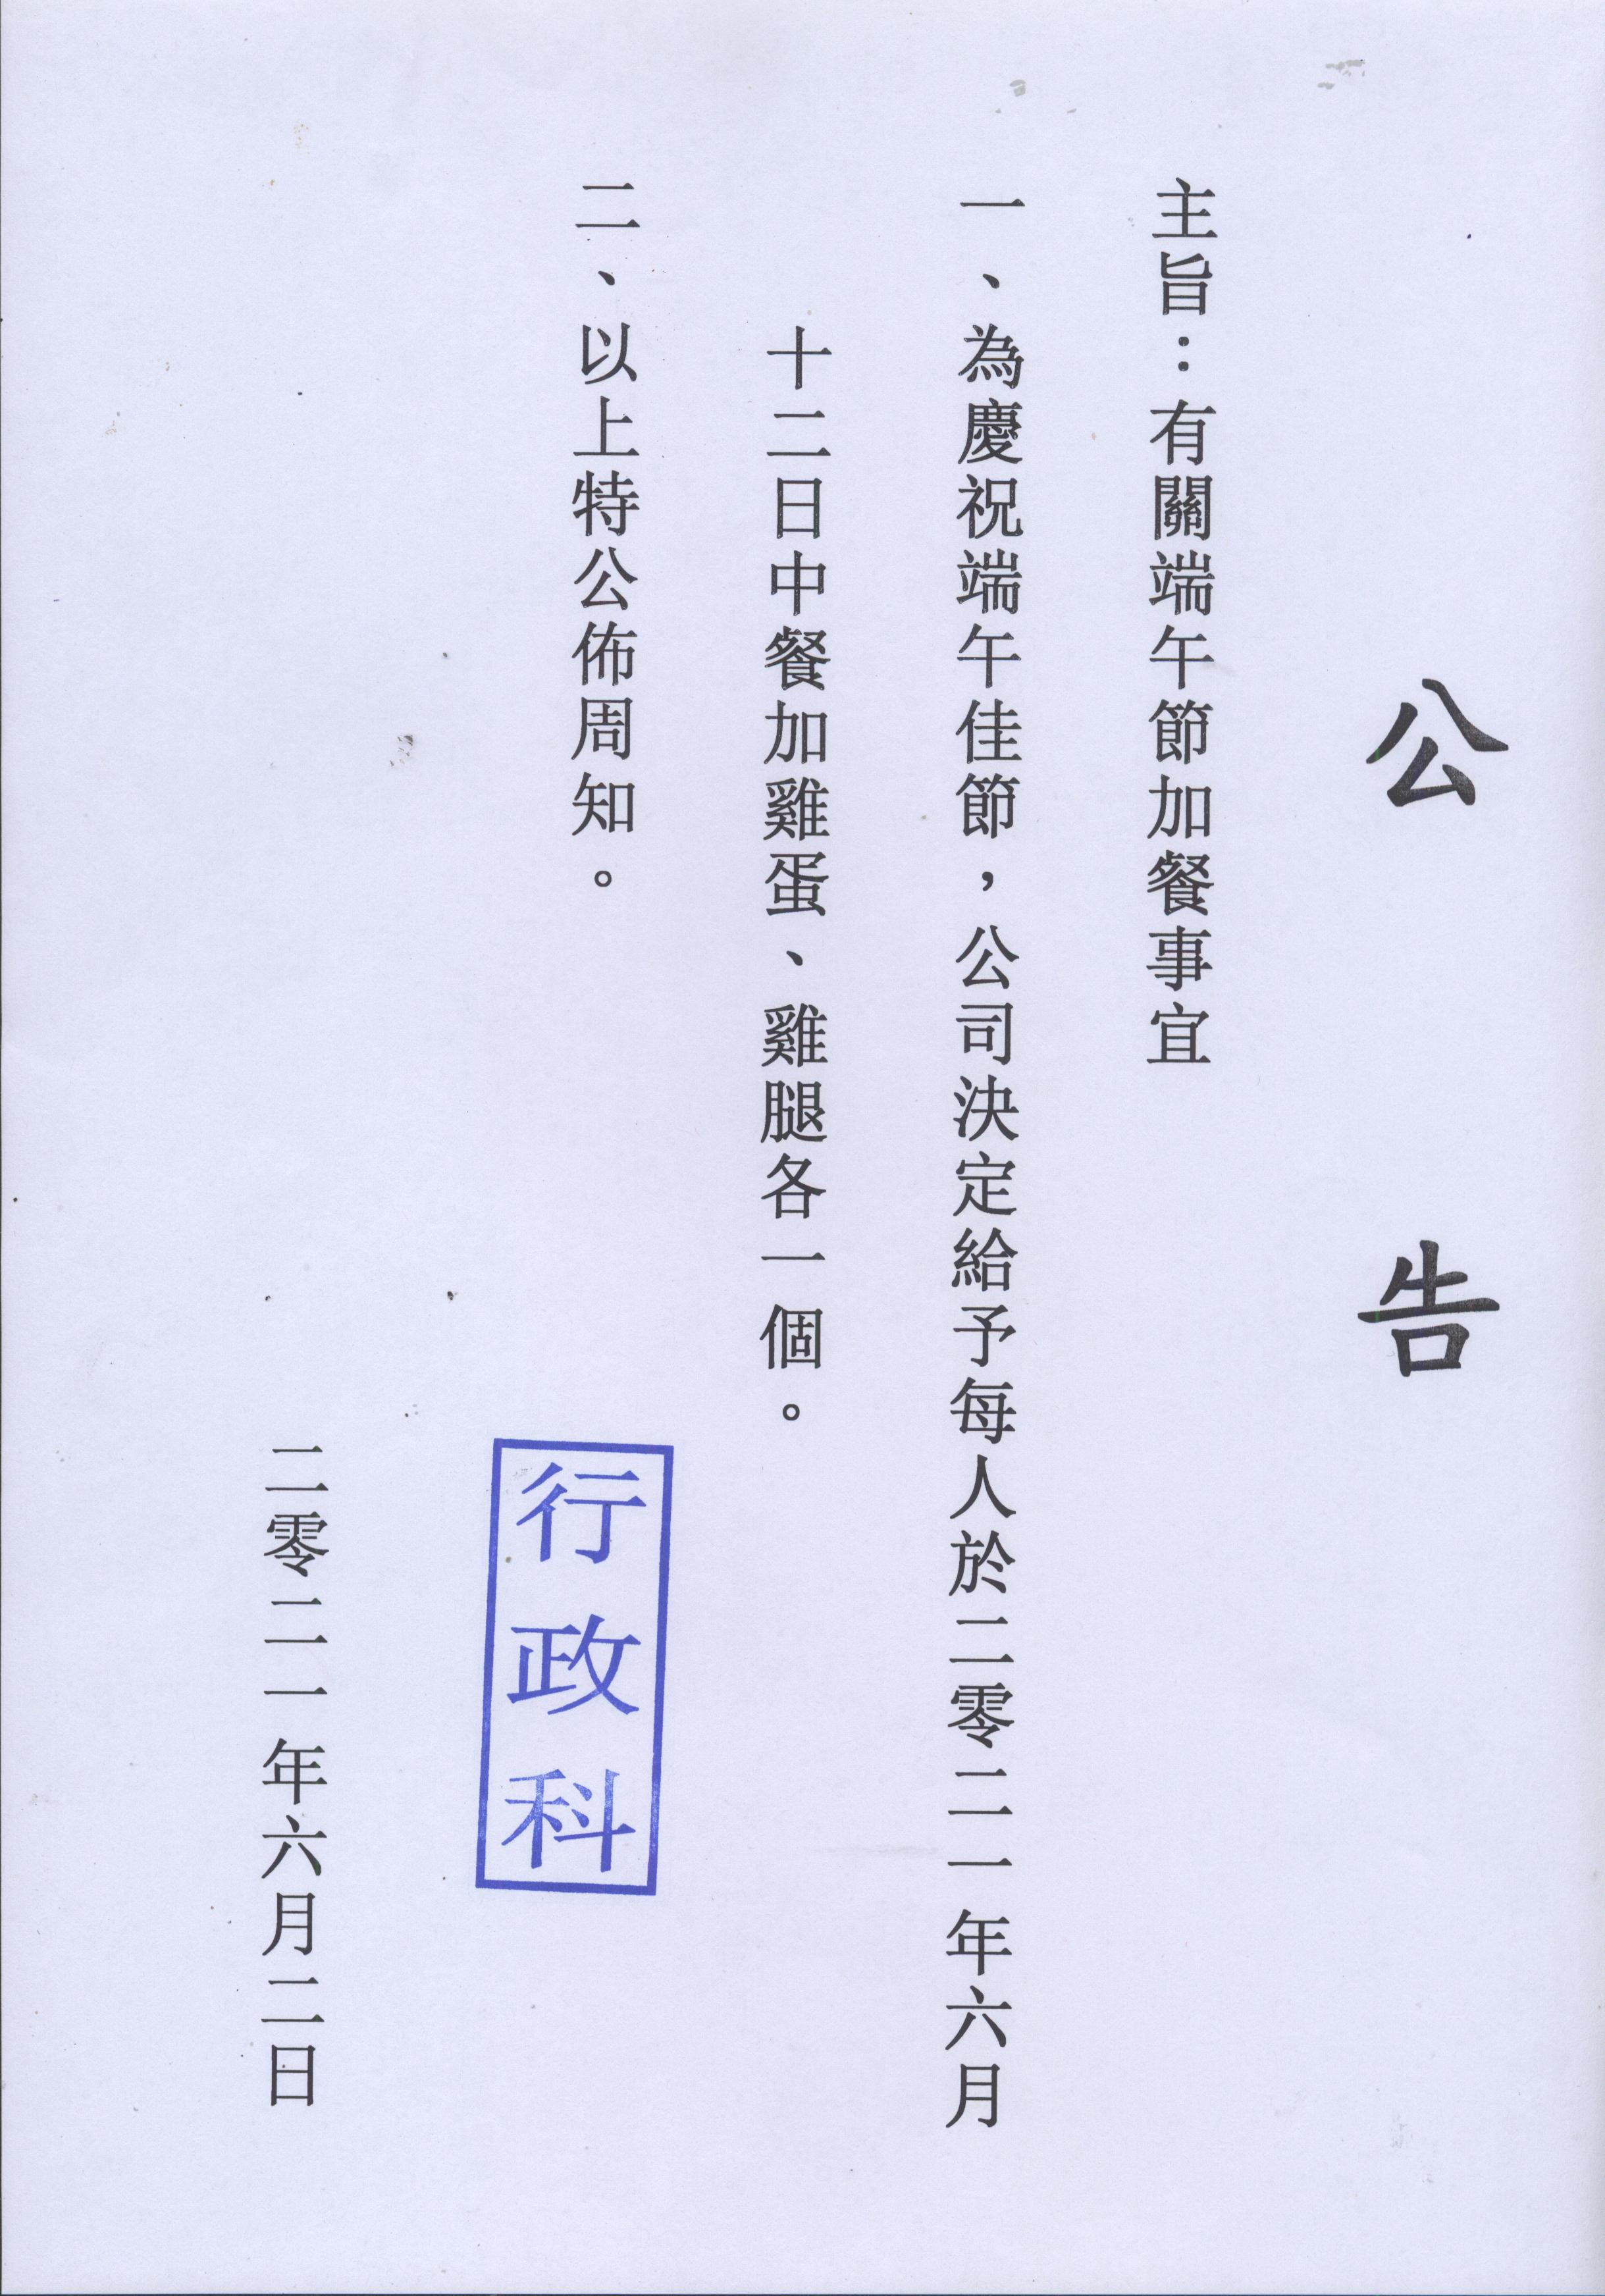 公告
主旨：有關端午節加餐事宜
一、為慶祝端午佳節，公司決定給予每人於二零二一年六月
十二日中餐加雞蛋、雞腿各一個。
二、以上特公佈周知。
行政科
二零二一年六月二日